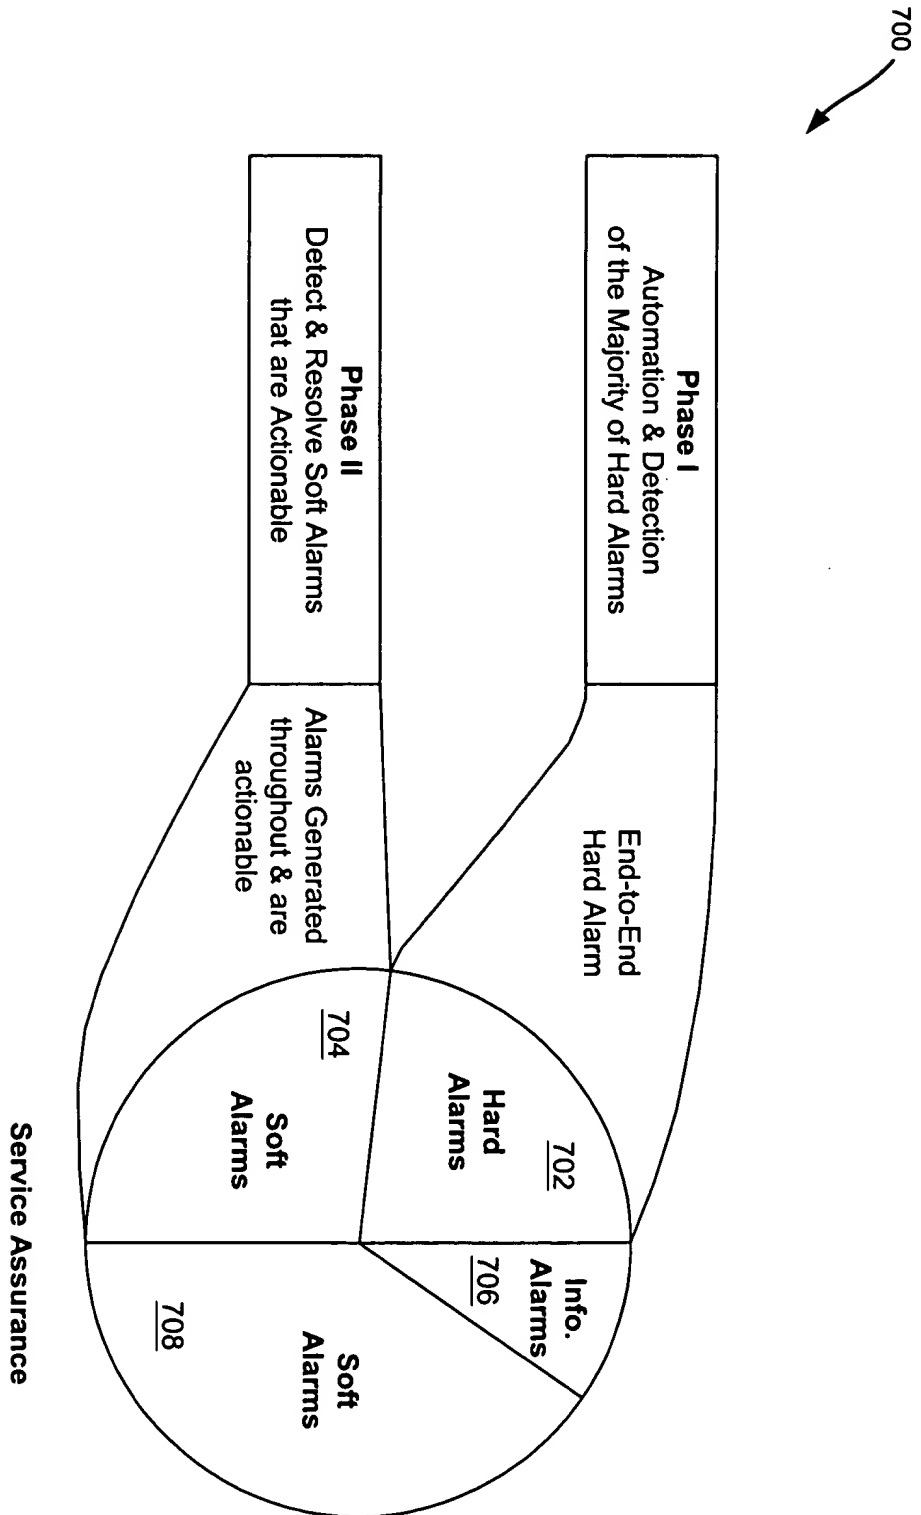 700
Phase I
Automation & Detection
of the Majority of Hard Alarms
End-to-End
Hard Alarm
Hard
Alarms
702
Info.
Alarms
706
Phase II
Detect & Resolve Soft Alarms
that are Actionable
Alarms Generated
throughout & are
actionable
704
Soft
Alarms
Soft
Alarms
708
Service Assurance